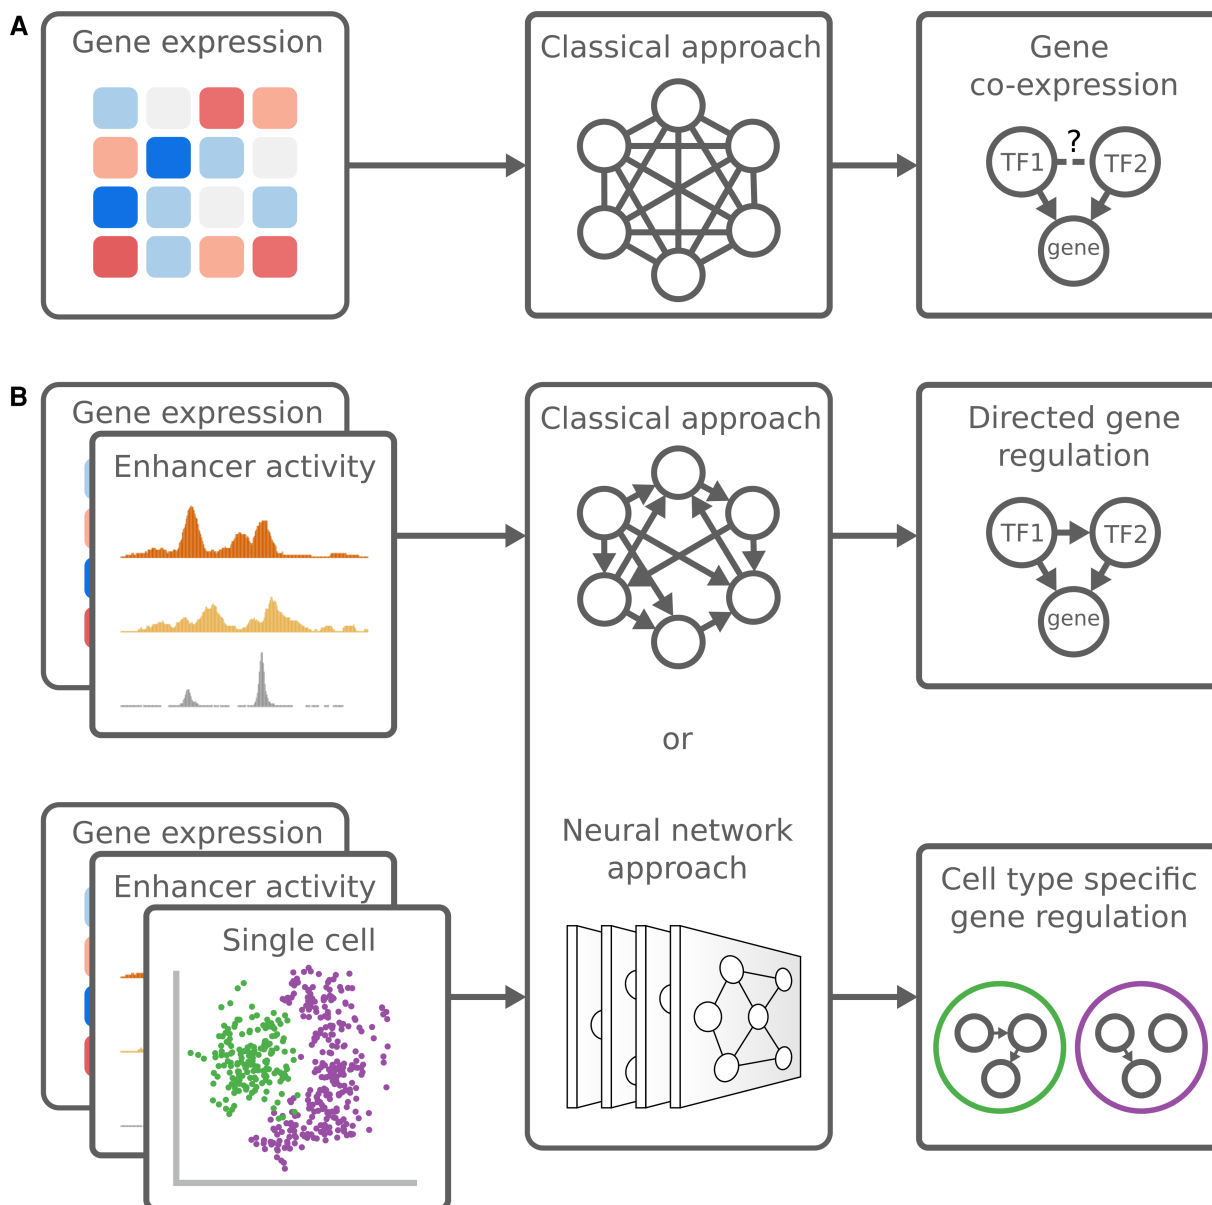 A
Gene expression
Classical approach
Gene
co-expression
?
TF1
TF2
gene
B
Gene expression
Enhancer activity
Classical approach
or
Neural network
approach
Directed gene
regulation
TF1
TF2
gene
Gene expression
Enhancer activity
Single cell
Cell type specific
gene regulation